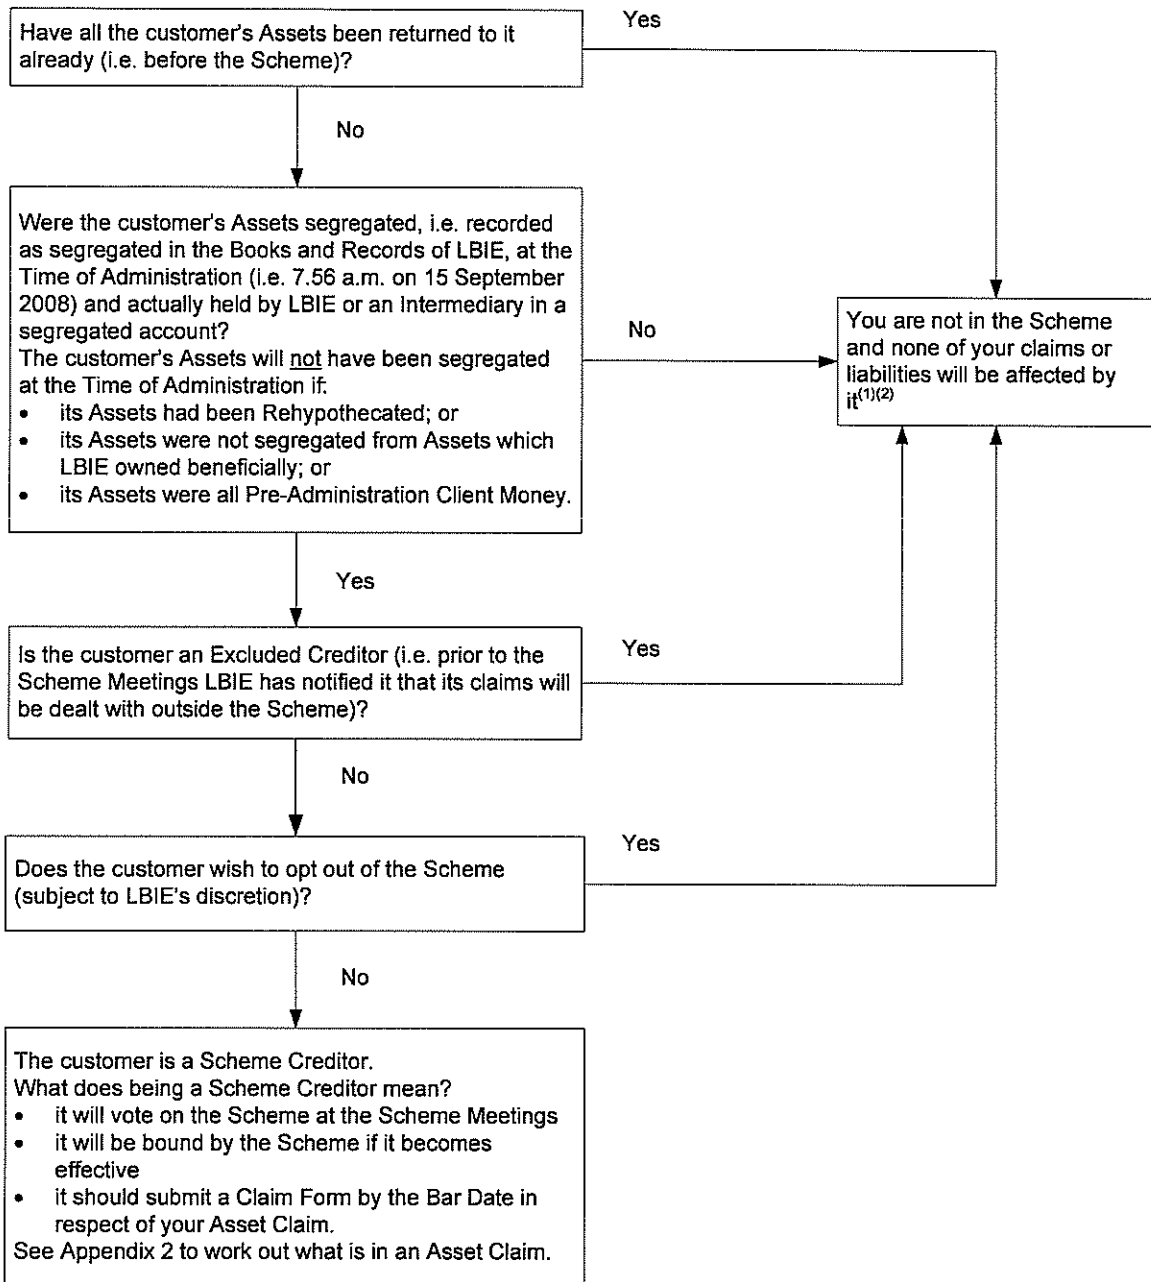 Have all the customer's Assets been returned to it
already (i.e. before the Scheme)?
Yes
No
Were the customer's Assets segregated, i.e. recorded
as segregated in the Books and Records of LBIE, at the
Time of Administration (i.e. 7.56 a.m. on 15 September
2008) and actually held by LBIE or an Intermediary in a
segregated account?
The customer's Assets will not have been segregated
at the Time of Administration if:
• its Assets had been Rehypothecated; or
• its Assets were not segregated from Assets which
LBIE owned beneficially; or
• its Assets were all Pre-Administration Client Money.
No
You are not in the Scheme
and none of your claims or
liabilities will be affected by
it(1)(2)
Yes
Is the customer an Excluded Creditor (i.e. prior to the
Scheme Meetings LBIE has notified it that its claims will
be dealt with outside the Scheme)?
Yes
No
Does the customer wish to opt out of the Scheme
(subject to LBIE's discretion)?
Yes
No
The customer is a Scheme Creditor.
What does being a Scheme Creditor mean?
• it will vote on the Scheme at the Scheme Meetings
• it will be bound by the Scheme if it becomes
effective
• it should submit a Claim Form by the Bar Date in
respect of your Asset Claim.
See Appendix 2 to work out what is in an Asset Claim.